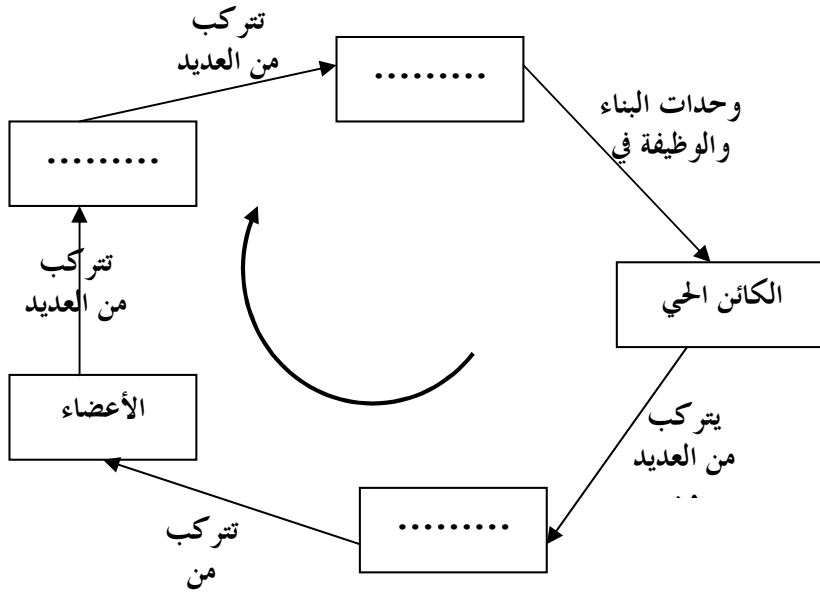 تتركب
من العديد
.........
وحدات البناء
والوظيفة في
.........
تتركب
من العديد
الكائن الحي
الأعضاء
يتركب
من العديد
.........
تتركب
من